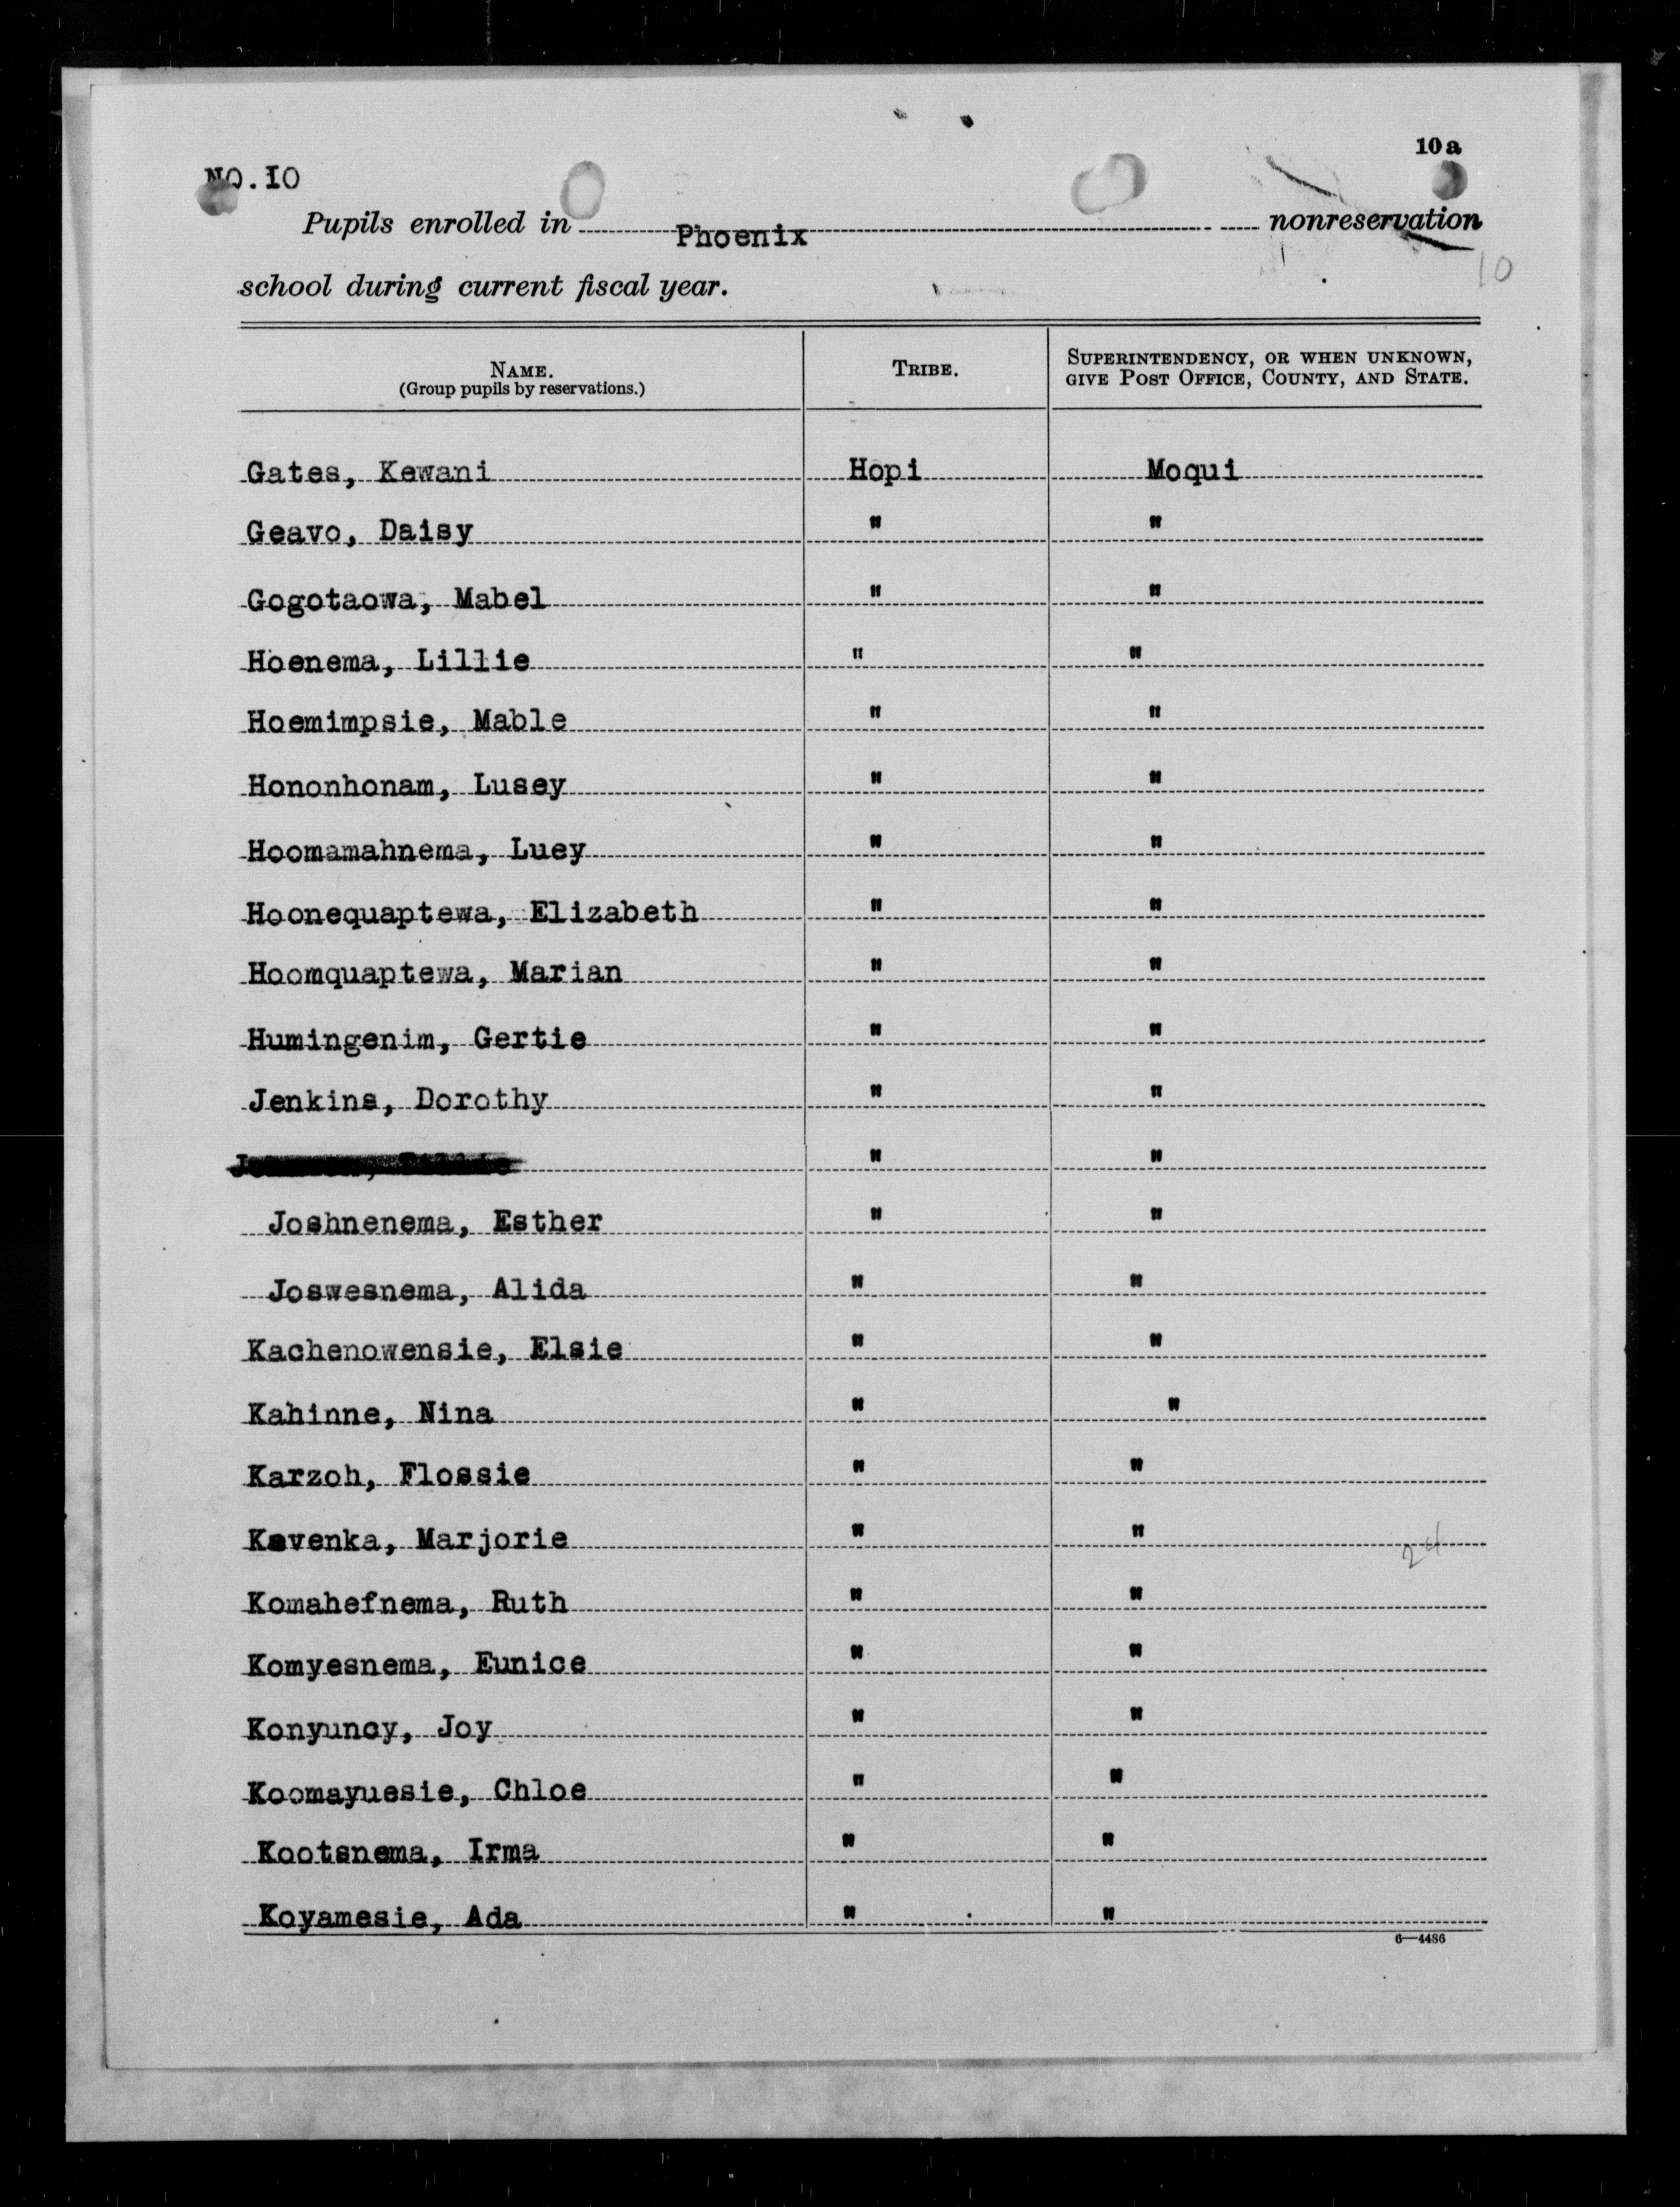 10a
NO.10
Pupils enrolled in Phoenix nonreservation
10
school during current fiscal year.
NAME.
(Group pupils by reservations.)
TRIBE.
SUPERINTENDENCY, OR WHEN UNKNOWN,
GIVE POST OFFICE, COUNTY, AND STATE.
Gates, Kewani Hopi Moqui
Geavo, Daisy " "
Gogotaowa, Mabel " "
Hoenema, Lillie " "
Hoemimpsie, Mable " "
Hononhonam, Lusey " "
Hoomamahnema, Luey " "
Hoonequaptewa, Elizabeth " "
Hoomquaptewa, Marian " "
Humingenim, Gertie " "
Jenkins, Dorothy " "
" "
Joshnenema, Esther " "
Joswesnema, Alida " "
Kachenowensie, Elsie " "
Kahinne, Nina " "
Karzoh, Flossie " "
Kavenka, Marjorie " "
24
Komahefnema, Ruth " "
Komyesnema, Eunice " "
Konyuncy, Joy " "
Koomayuesie, Chloe " "
Kootsnema, Irma " "
Koyamesie, Ada " "
6—4486